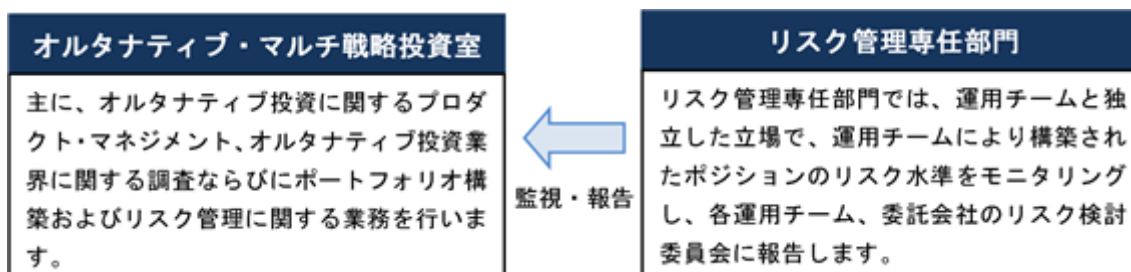 オルタナティブ・マルチ戦略投資室
主に、オルタナティブ投資に関するプロダ
クト・マネジメント、オルタナティブ投資業
界に関する調査ならびにポートフォリオ構
築およびリスク管理に関する業務を行いま
す。
監視・報告
リスク管理専任部門
リスク管理専任部門では、運用チームと独
立した立場で、運用チームにより構築され
たポジションのリスク水準をモニタリング
し、各運用チーム、委託会社のリスク検討
委員会に報告します。